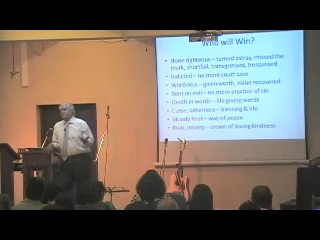 Who will Win?
• None righteous – turned astray, missed the
mark, shortfall, transgressed, trespassed
• Indicted – no more court case
• Worthless – given worth, value recovered
• Bent on evil – no more practice of sin
• Death in words – life giving words
• Curse, bitterness – blessing & life
• Bloody Feet – way of peace
• Ruin, misery – crown of loving kindness